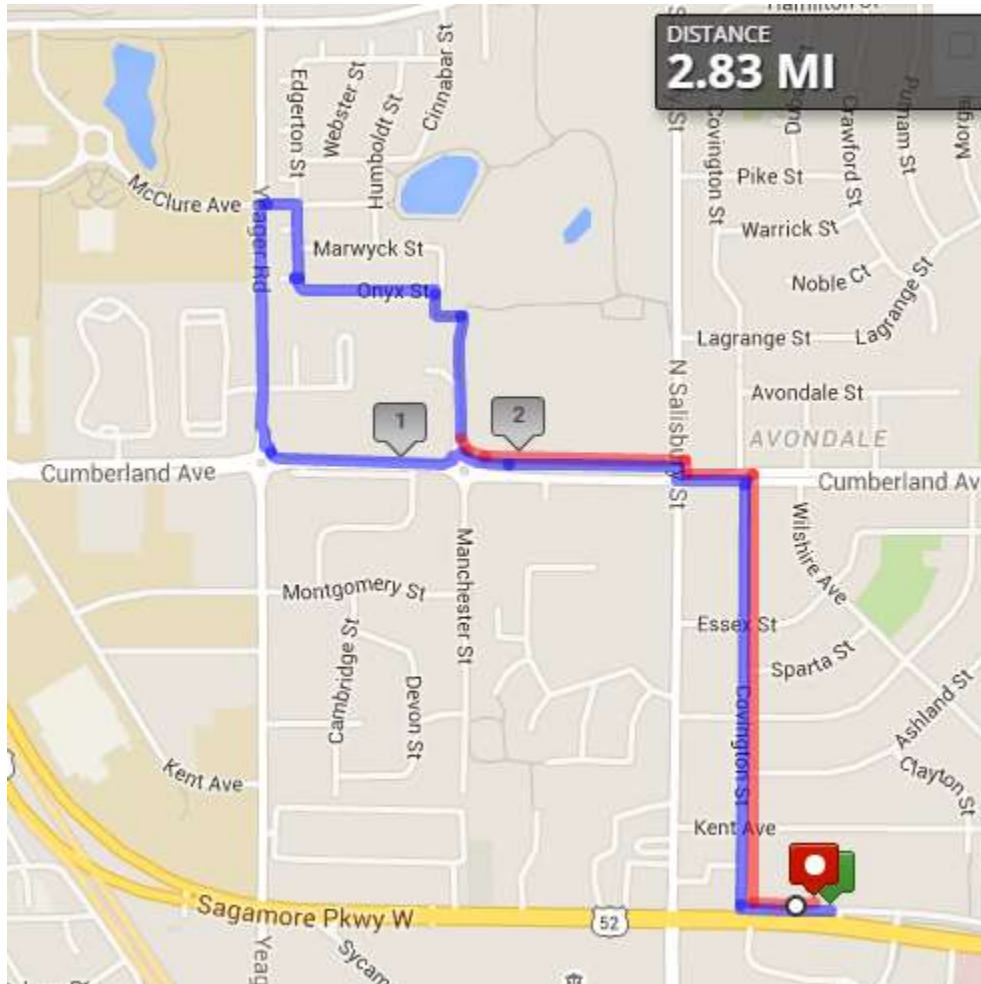 Hamilton St
DISTANCE
2.83 MI
Edgerton St
Webster St
Humboldt St
Cinnabar St
Covington St
Crawford St
Putnam St
McClure Ave
Yeager Rd
Pike St
Warrick St
Marwyck St
Onyx St
Noble Ct
Lagrange St
Lagrange St
N Salisbury St
Avondale St
1
2
AVONDALE
Cumberland Ave
Cumberland Av
Manchester St
Wilshire Ave
Montgomery St
Essex St
Cambridge St
Devon St
Sparta St
Covington St
Ashland St
Kent Ave
Clayton St
Kent Ave
Sagamore Pkwy W
52
Yeag
Sycam